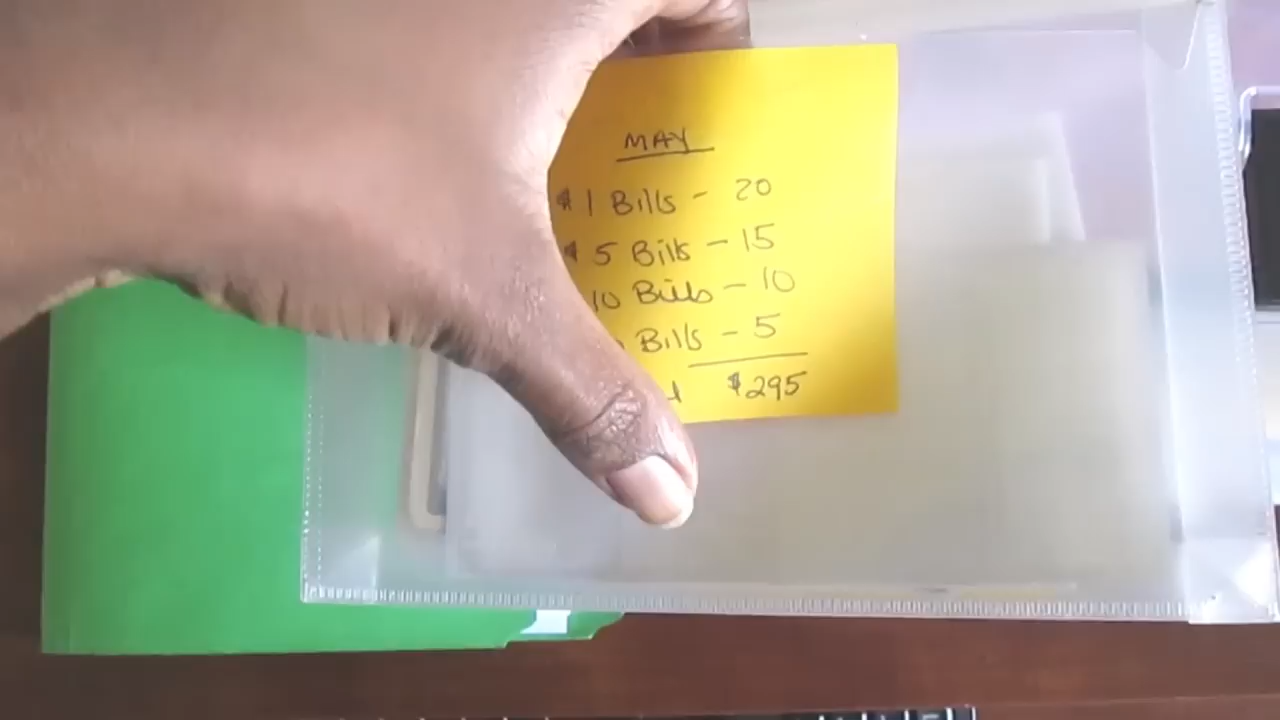 MAY
$1 Bills - 20
$5 Bills - 15
10 Bills - 10
Bills - 5
$295